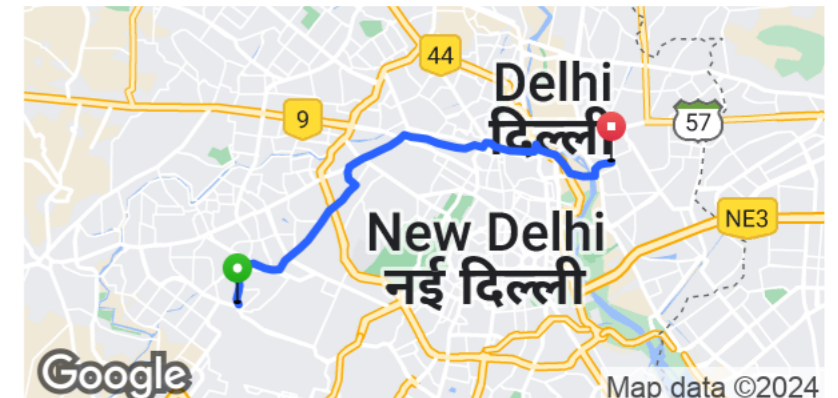 44
Delhi
दिल्ली
9
57
New Delhi
नई दिल्ली
NE3
Google
Map data ©2024